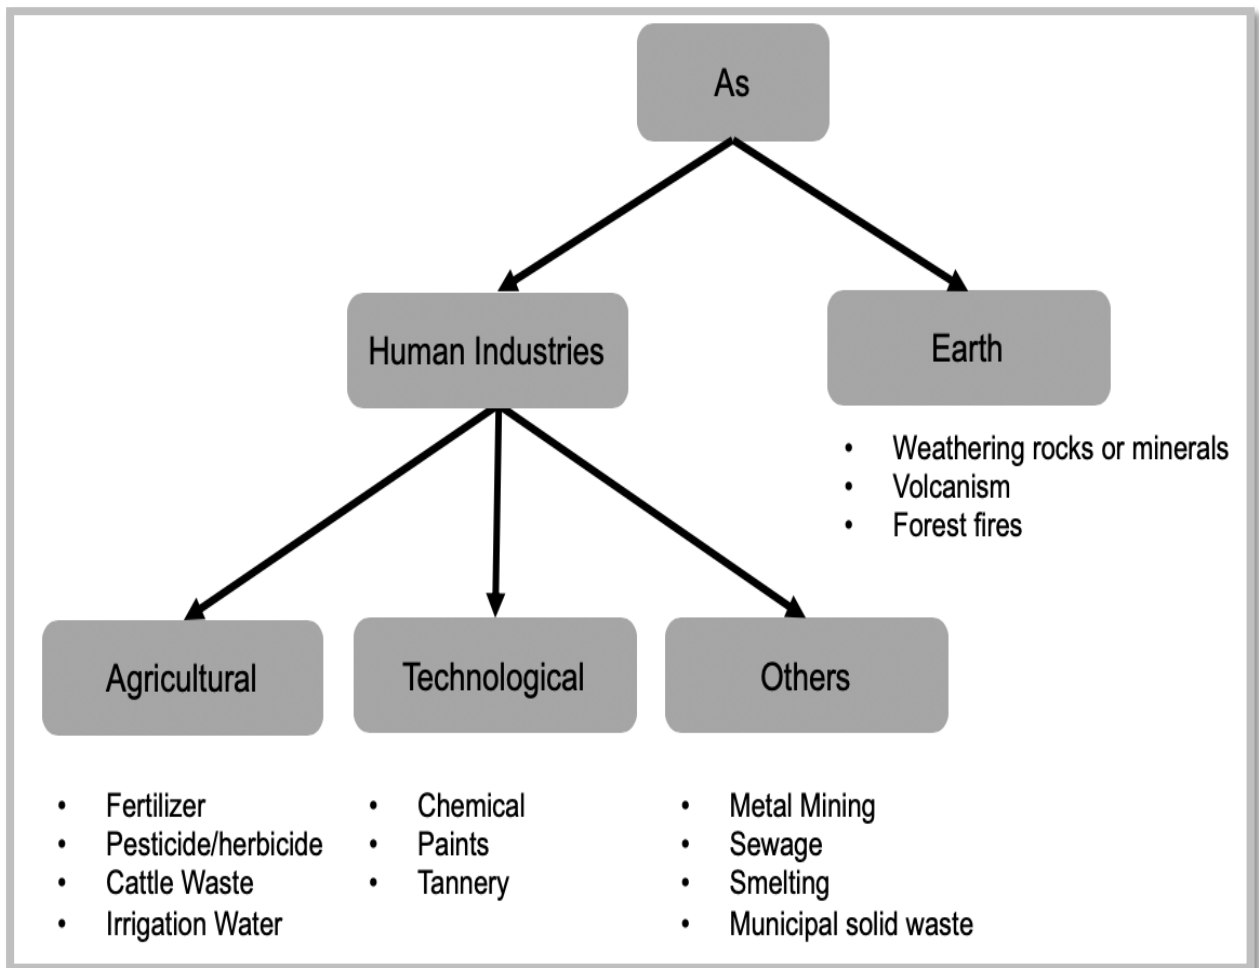 As
Human Industries
Earth
• Weathering rocks or minerals
• Volcanism
• Forest fires
Agricultural
Technological
Others
• Fertilizer
• Pesticide/herbicide
• Cattle Waste
• Irrigation Water
• Chemical
• Paints
• Tannery
• Metal Mining
• Sewage
• Smelting
• Municipal solid waste